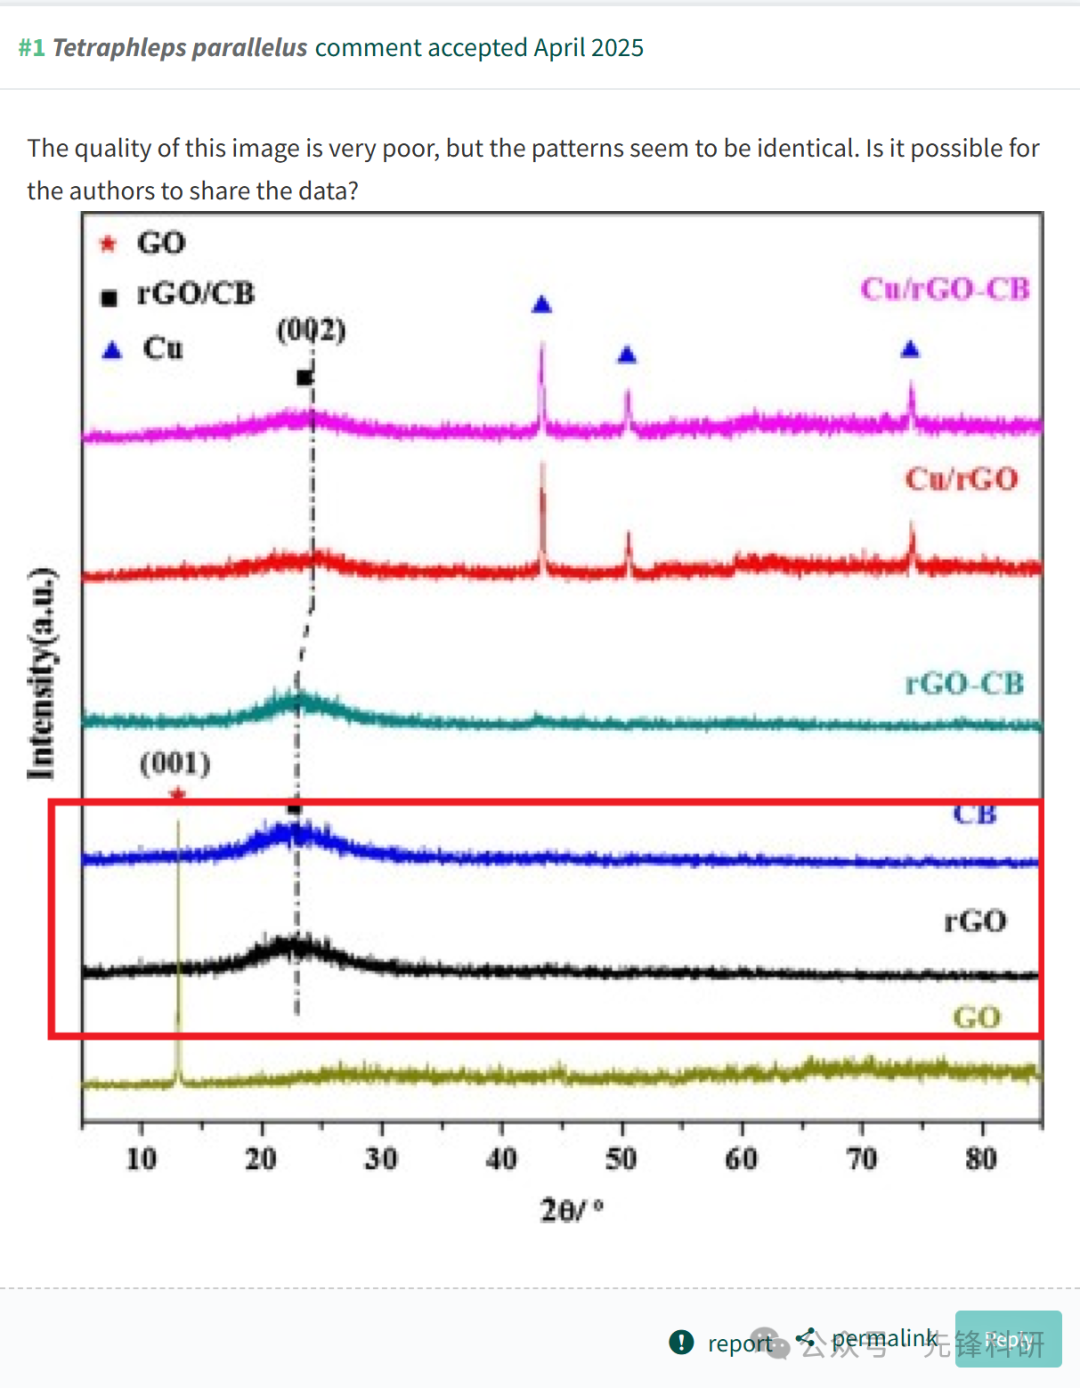 #1 Tetraphleps parallelus comment accepted April 2025
The quality of this image is very poor, but the patterns seem to be identical. Is it possible for
the authors to share the data?
GO
rGO/CB
Cu
(002)
Cu/rGO-CB
Cu/rGO
rGO-CB
(001)
CB
rGO
GO
Intensity(a.u.)
10 20 30 40 50 60 70 80
2θ/ °
report permalink Reply
公众号 先锋科研